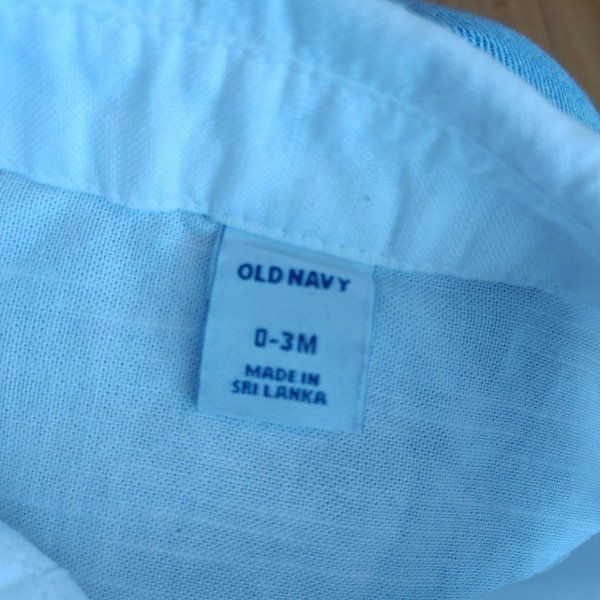 OLD NAVY
0-3M
MADE IN
SRI LANKA